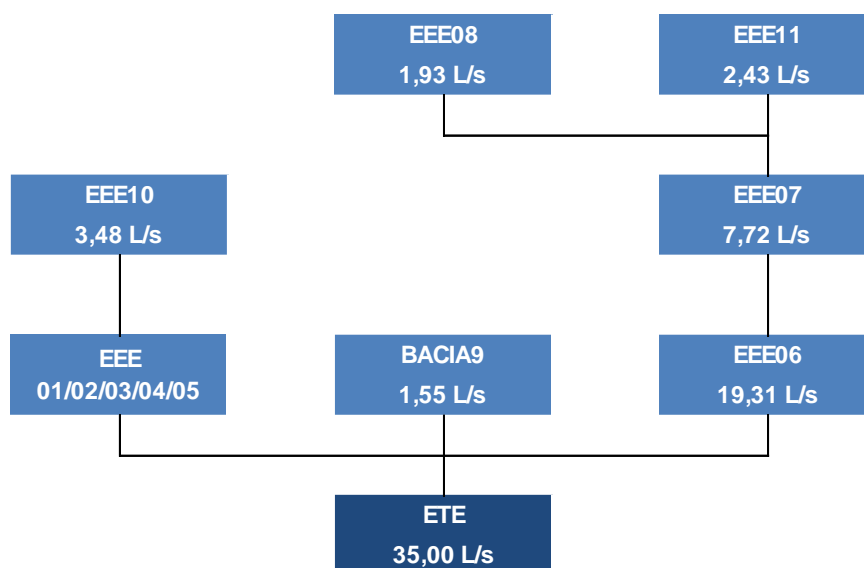 EEE08
1,93 L/s
EEE11
2,43 L/s
EEE10
3,48 L/s
EEE07
7,72 L/s
EEE
01/02/03/04/05
BACIA9
1,55 L/s
EEE06
19,31 L/s
ETE
35,00 L/s